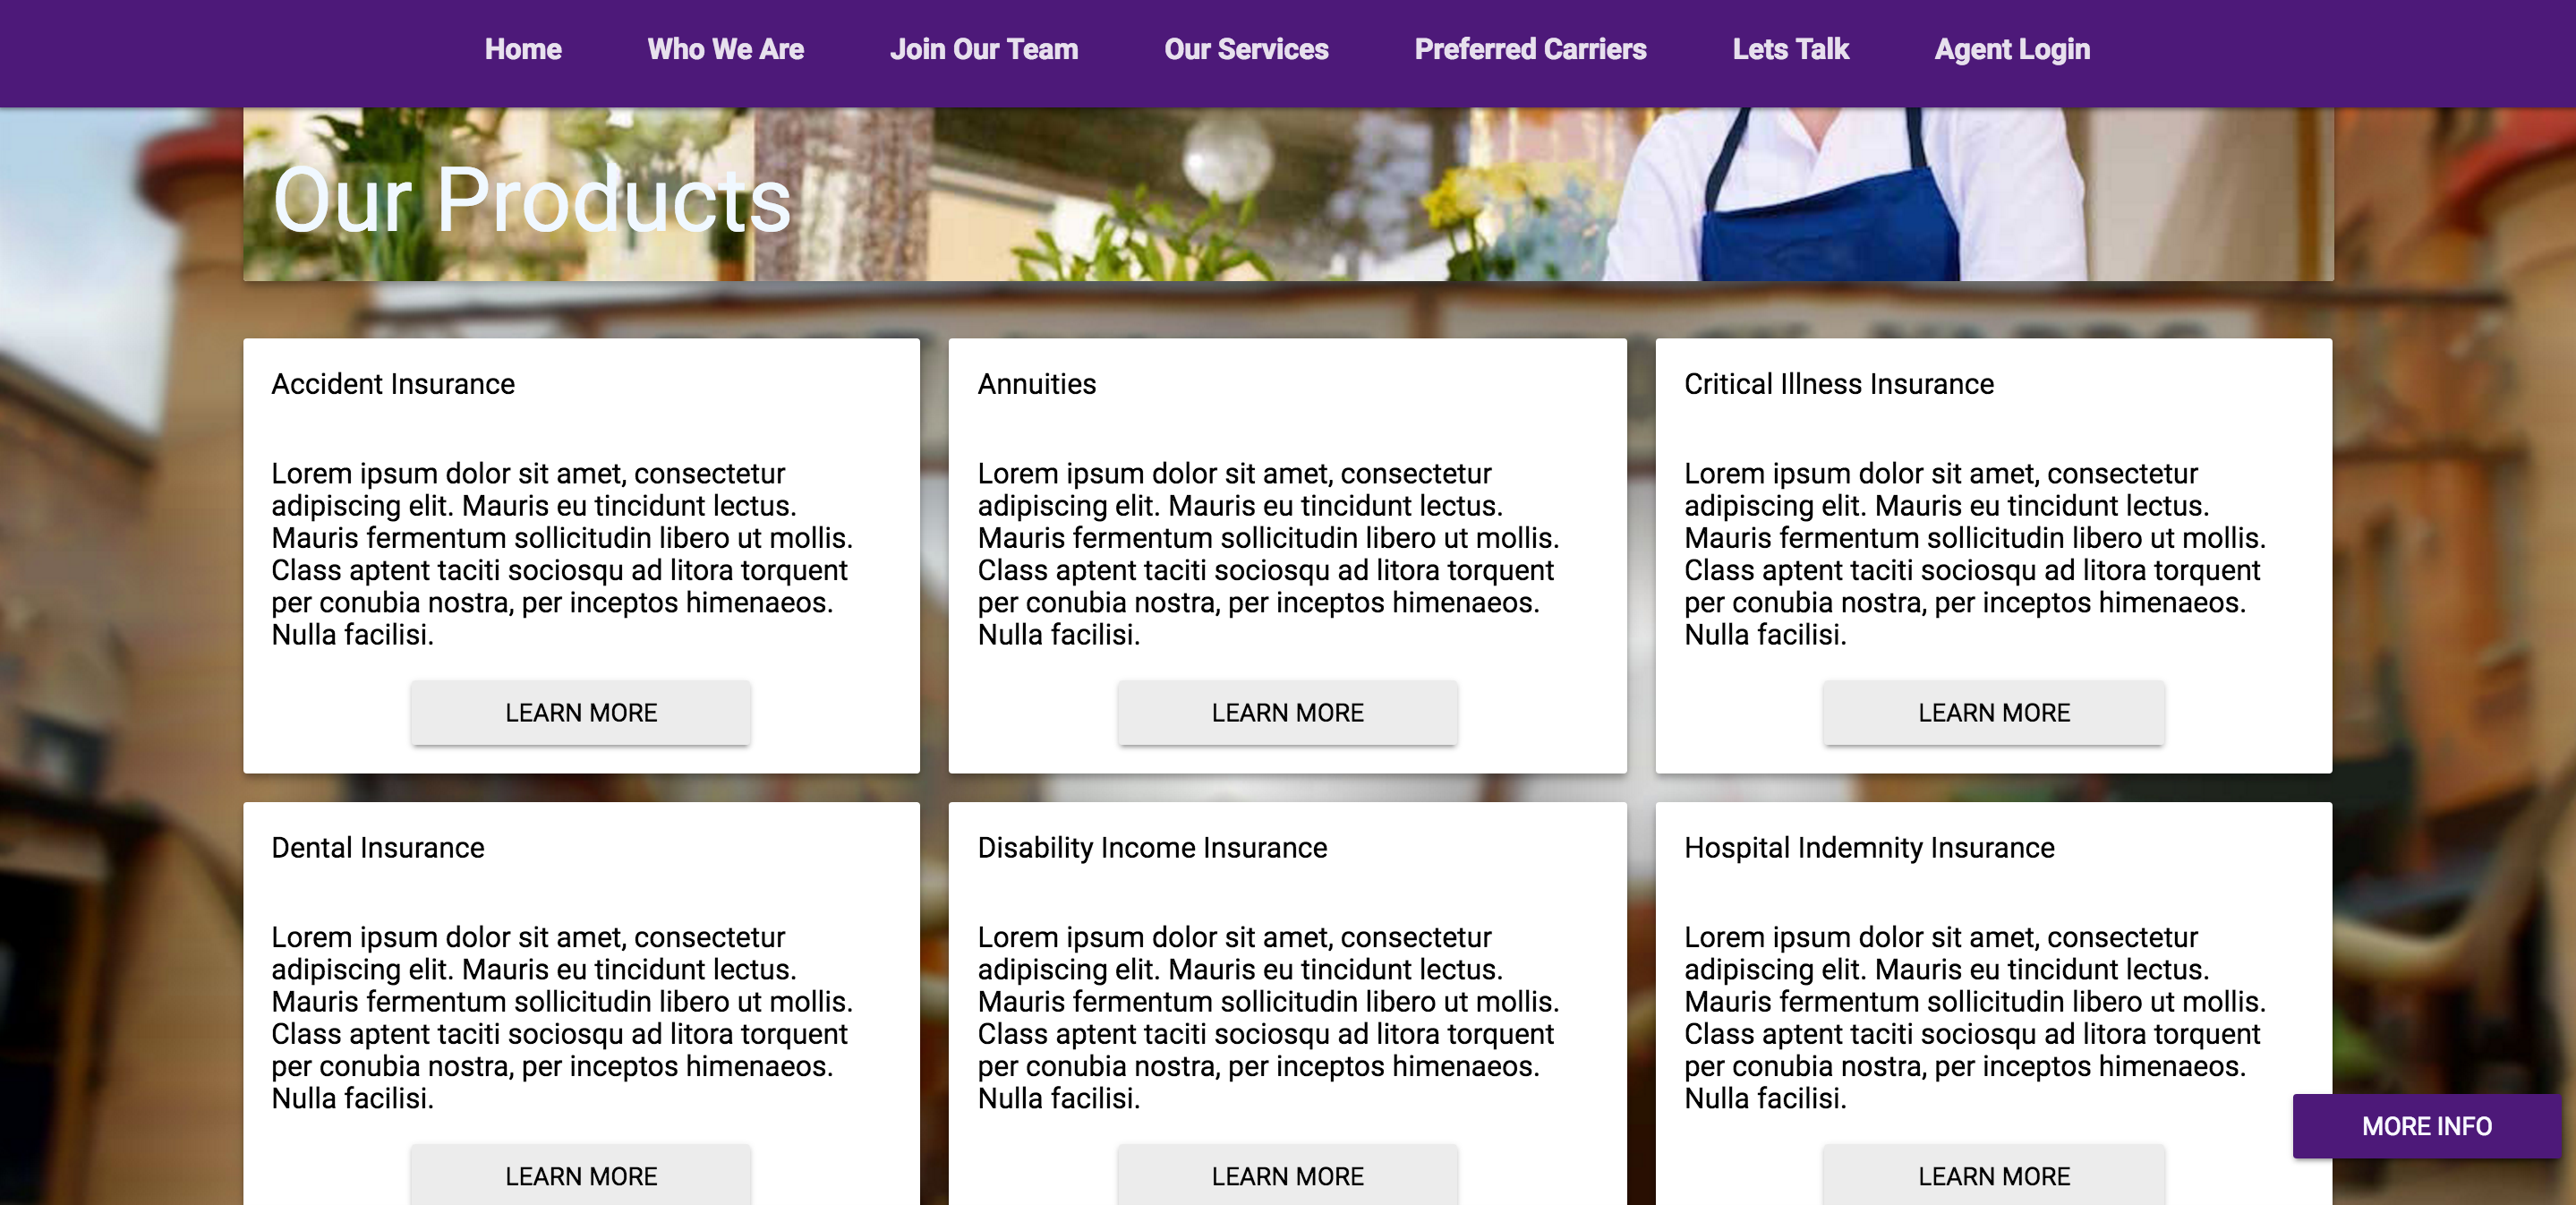 Home Who We Are Join Our Team Our Services Preferred Carriers Lets Talk Agent Login
Our Products
Accident Insurance
Lorem ipsum dolor sit amet, consectetur
adipiscing elit. Mauris eu tincidunt lectus.
Mauris fermentum sollicitudin libero ut mollis.
Class aptent taciti sociosqu ad litora torquent
per conubia nostra, per inceptos himenaeos.
Nulla facilisi.
LEARN MORE
Annuities
Lorem ipsum dolor sit amet, consectetur
adipiscing elit. Mauris eu tincidunt lectus.
Mauris fermentum sollicitudin libero ut mollis.
Class aptent taciti sociosqu ad litora torquent
per conubia nostra, per inceptos himenaeos.
Nulla facilisi.
LEARN MORE
Critical Illness Insurance
Lorem ipsum dolor sit amet, consectetur
adipiscing elit. Mauris eu tincidunt lectus.
Mauris fermentum sollicitudin libero ut mollis.
Class aptent taciti sociosqu ad litora torquent
per conubia nostra, per inceptos himenaeos.
Nulla facilisi.
LEARN MORE
Dental Insurance
Lorem ipsum dolor sit amet, consectetur
adipiscing elit. Mauris eu tincidunt lectus.
Mauris fermentum sollicitudin libero ut mollis.
Class aptent taciti sociosqu ad litora torquent
per conubia nostra, per inceptos himenaeos.
Nulla facilisi.
LEARN MORE
Disability Income Insurance
Lorem ipsum dolor sit amet, consectetur
adipiscing elit. Mauris eu tincidunt lectus.
Mauris fermentum sollicitudin libero ut mollis.
Class aptent taciti sociosqu ad litora torquent
per conubia nostra, per inceptos himenaeos.
Nulla facilisi.
LEARN MORE
Hospital Indemnity Insurance
Lorem ipsum dolor sit amet, consectetur
adipiscing elit. Mauris eu tincidunt lectus.
Mauris fermentum sollicitudin libero ut mollis.
Class aptent taciti sociosqu ad litora torquent
per conubia nostra, per inceptos himenaeos.
Nulla facilisi.
LEARN MORE
MORE INFO